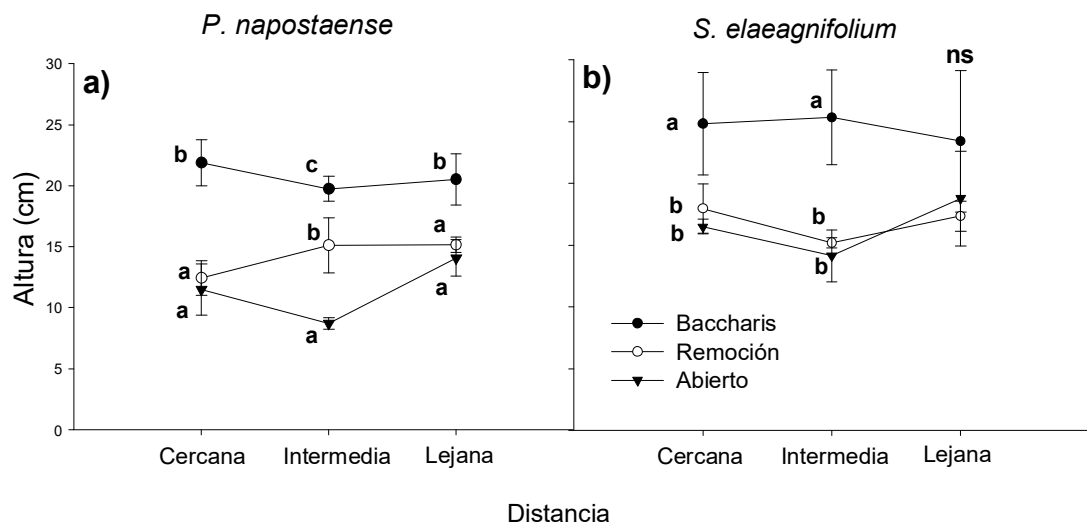 P. napostaense
S. elaeagnifolium
a)
b)
ns
30
25
20
15
10
5
0
Altura (cm)
b
c
b
a
b
a
a
a
a
a
a
b
b
b
b
Baccharis
Remoción
Abierto
Cercana
Intermedia
Lejana
Cercana
Intermedia
Lejana
Distancia